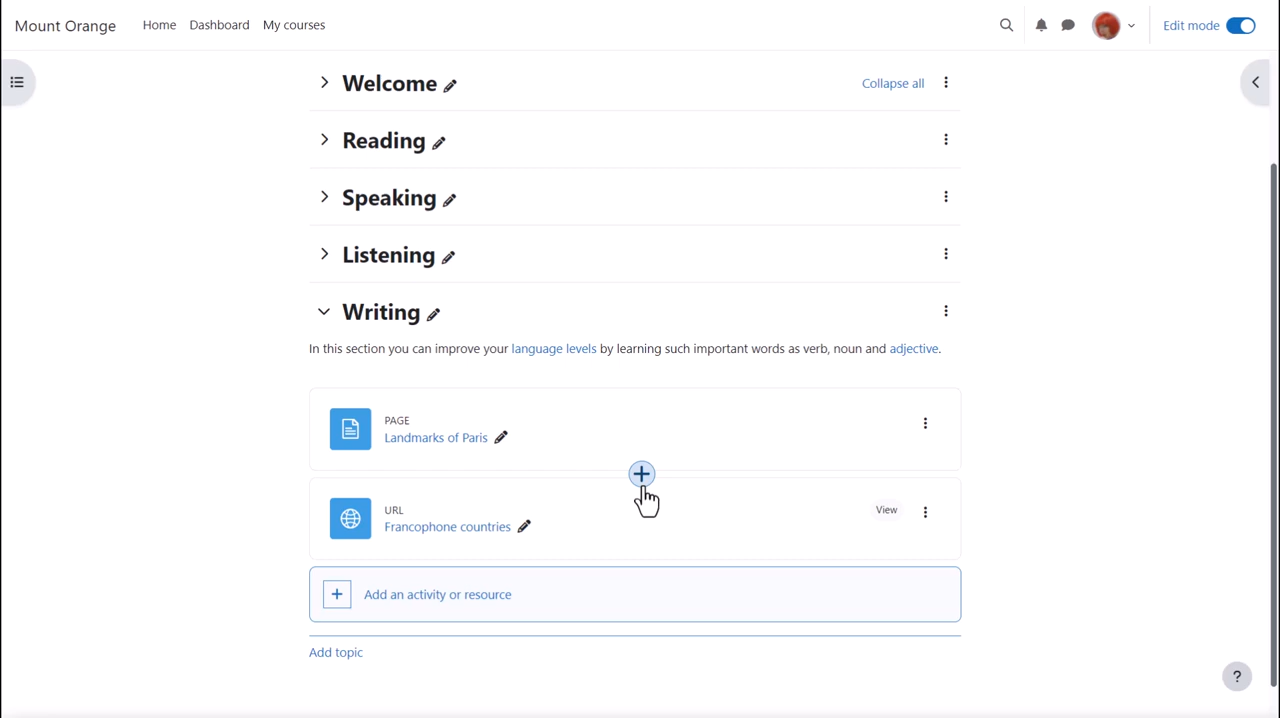 Mount Orange Home Dashboard My courses Edit mode
Welcome Collapse all
Reading
Speaking
Listening
Writing
In this section you can improve your language levels by learning such important words as verb, noun and adjective.
PAGE
Landmarks of Paris
URL
Francophone countries
View
Add an activity or resource
Add topic
?